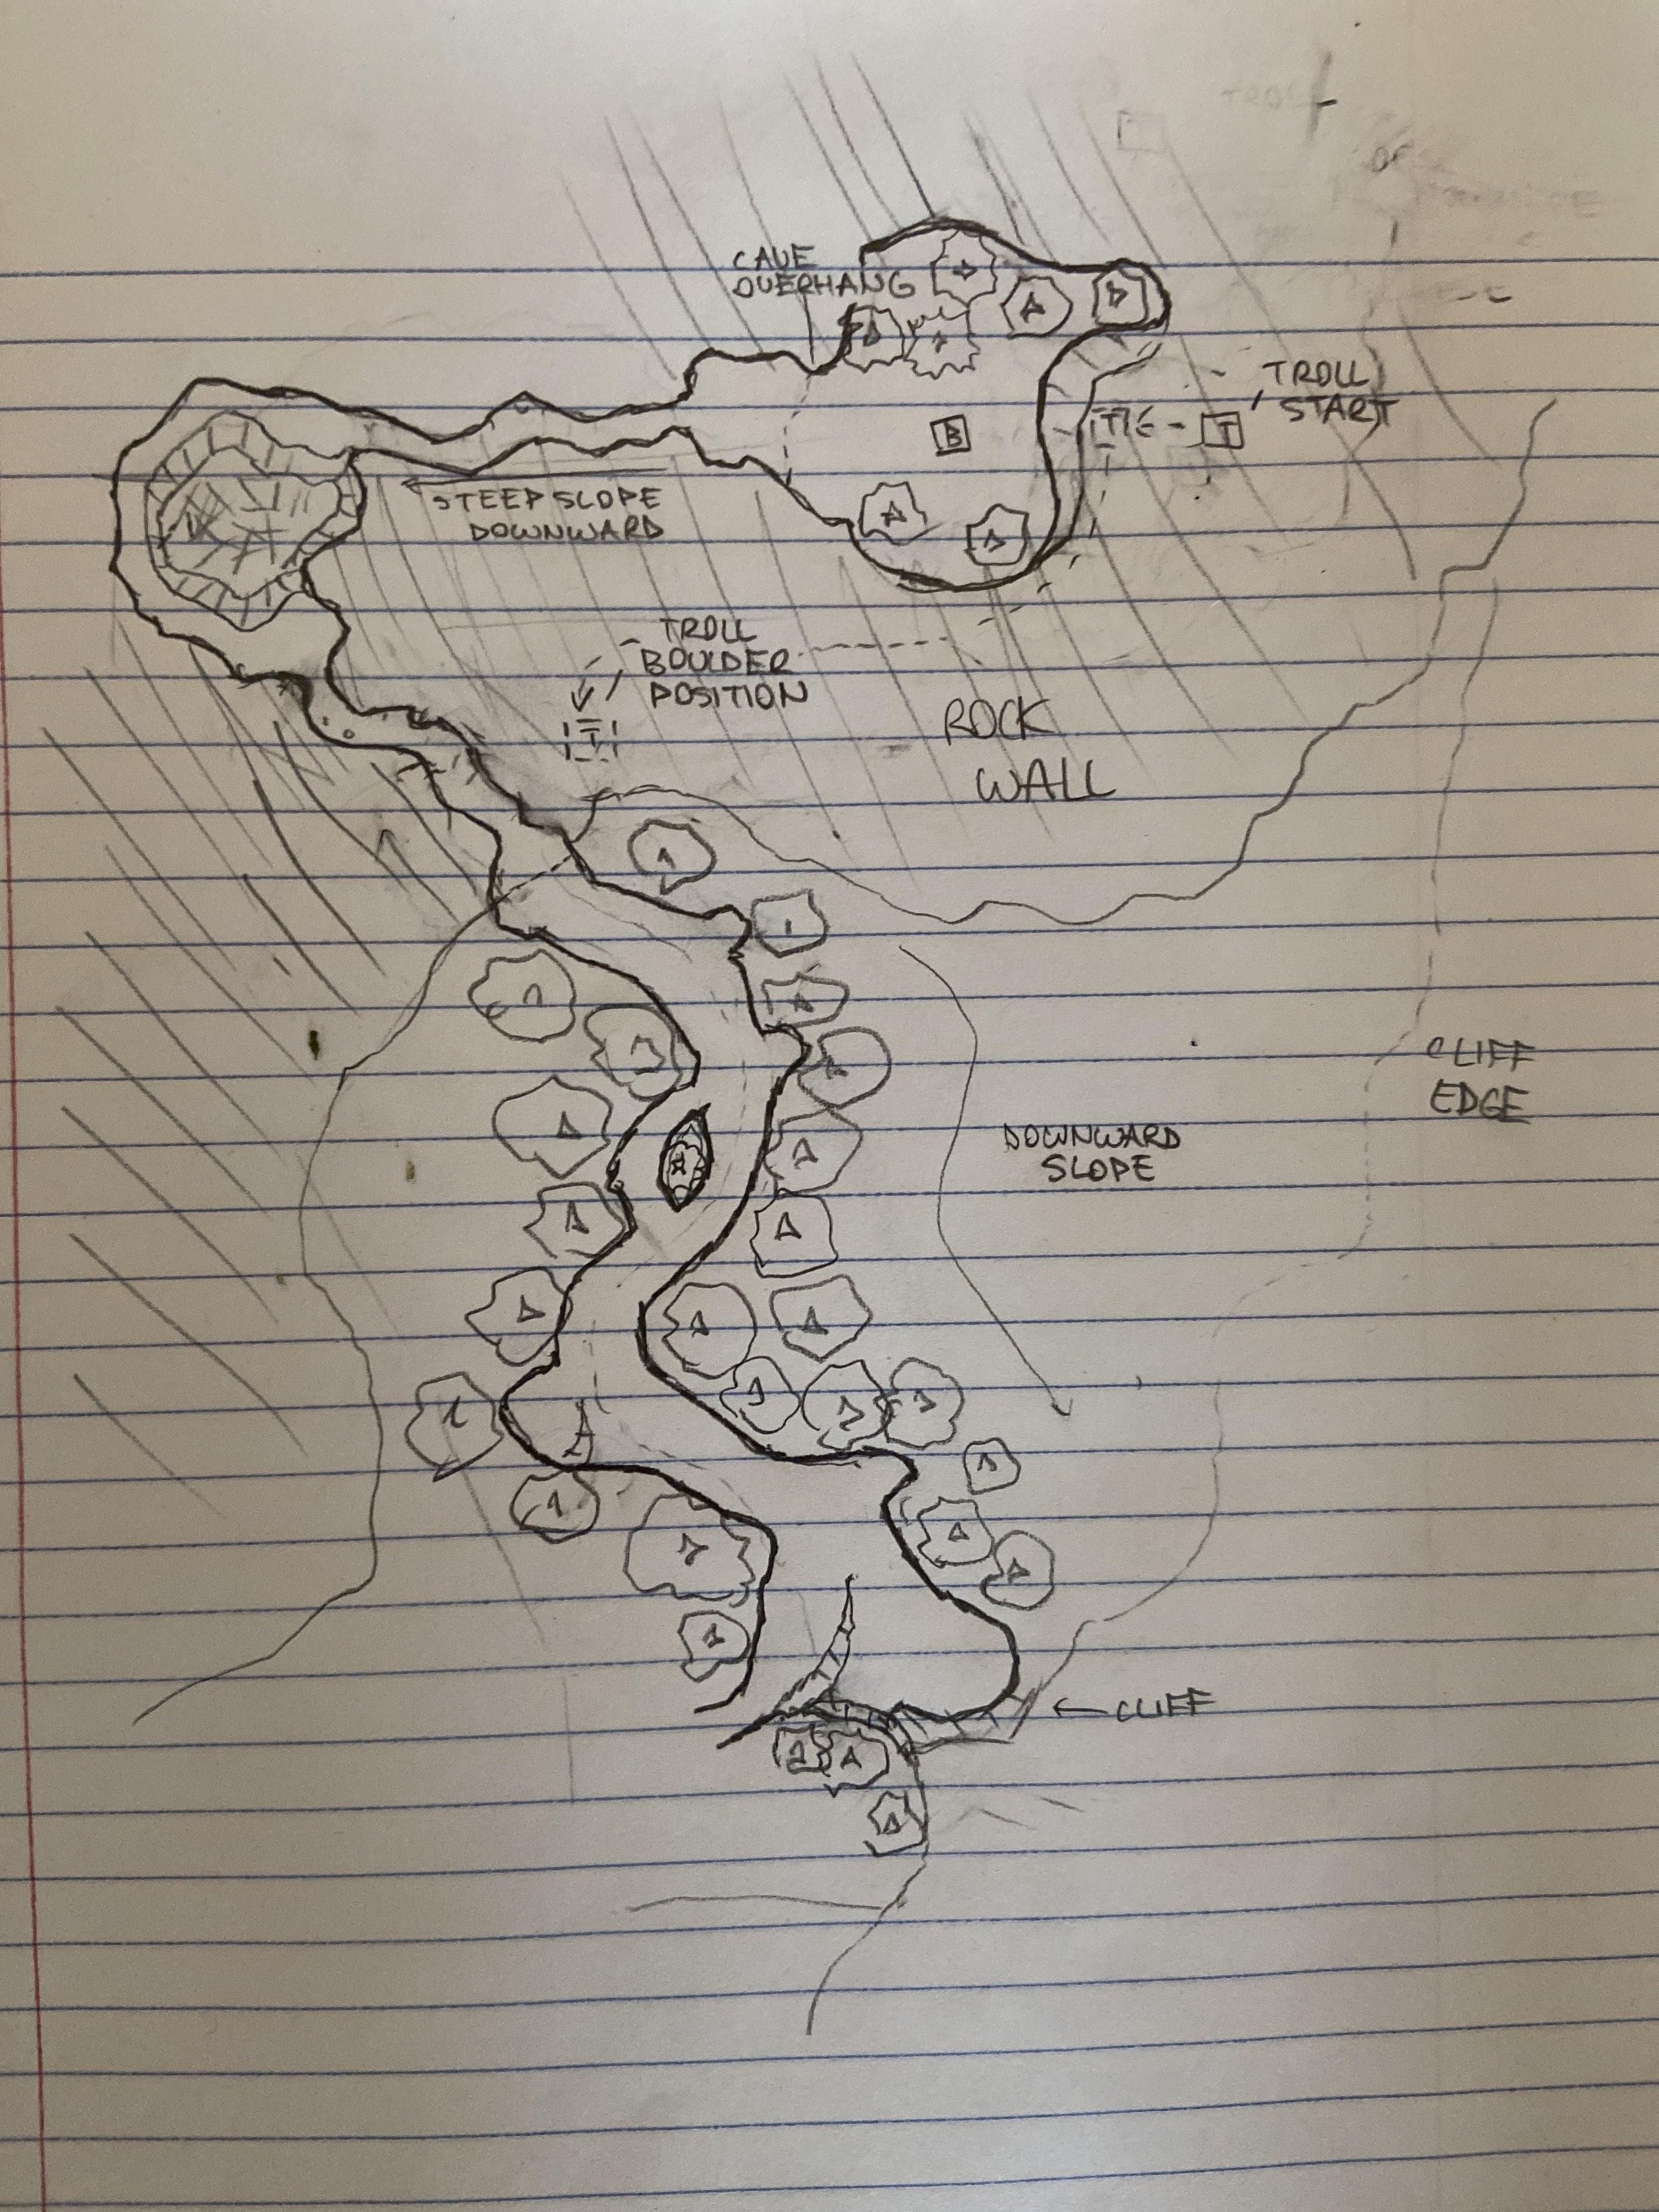 CAVE
OVERHANG
TROLL
START
B
T
T
STEEP SLOPE
DOWNWARD
TROLL
BOULDER
POSITION
T
ROCK
WALL
CLIFF
EDGE
DOWNWARD
SLOPE
CLIFF